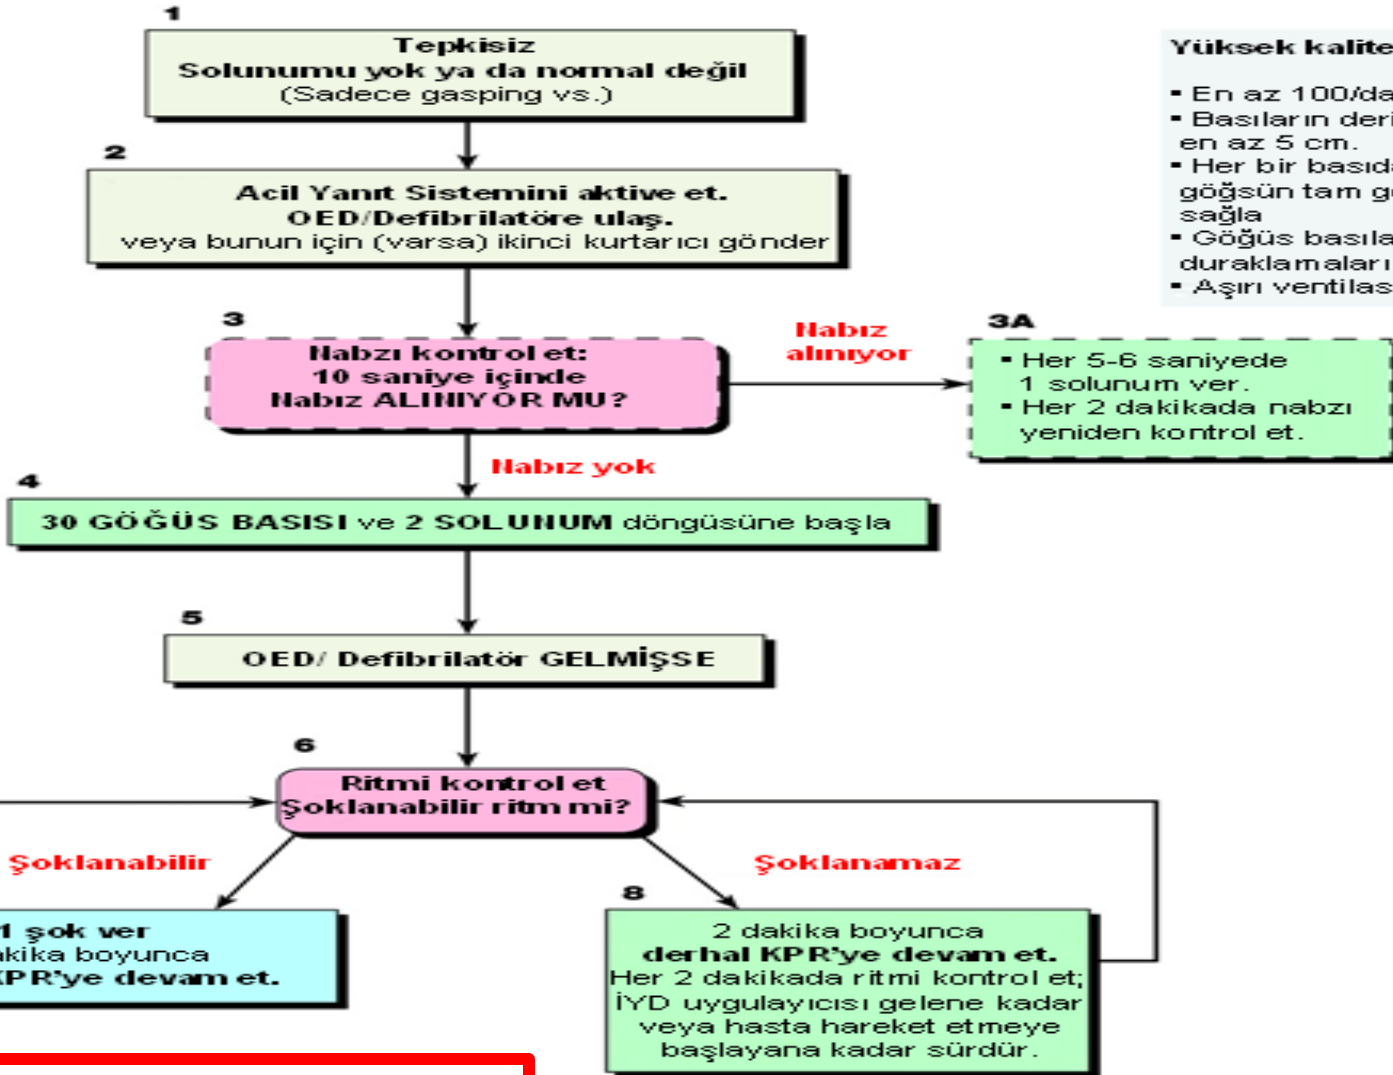 1
Tepkisiz
Solunumu yok ya da normal değil
(Sadece gasping vs.)
Yüksek kalite
▪ En az 100/da
▪ Basıların deri
en az 5 cm.
▪ Her bir basıda
göğsün tam ge
sağla
▪ Göğüs basıla
duraklamaları
▪ Aşırı ventilas
2
Acil Yanıt Sistemini aktive et.
OED/Defibrilatöre ulaş.
veya bunun için (varsa) ikinci kurtarıcı gönder
3
Nabzı kontrol et:
10 saniye içinde
Nabız ALINIYOR MU?
Nabız
alınıyor
3A
▪ Her 5-6 saniyede
1 solunum ver.
▪ Her 2 dakikada nabzı
yeniden kontrol et.
Nabız yok
4
30 GÖĞÜS BASISI ve 2 SOLUNUM döngüsüne başla
5
OED/ Defibrilatör GELMİŞSE
6
Ritmi kontrol et
Şoklanabilir ritm mi?
Şoklanabilir
Şoklanamaz
1 şok ver
akika boyunca
KPR'ye devam et.
8
2 dakika boyunca
derhal KPR'ye devam et.
Her 2 dakikada ritmi kontrol et;
İYD uygulayıcısı gelene kadar
veya hasta hareket etmeye
başlayana kadar sürdür.